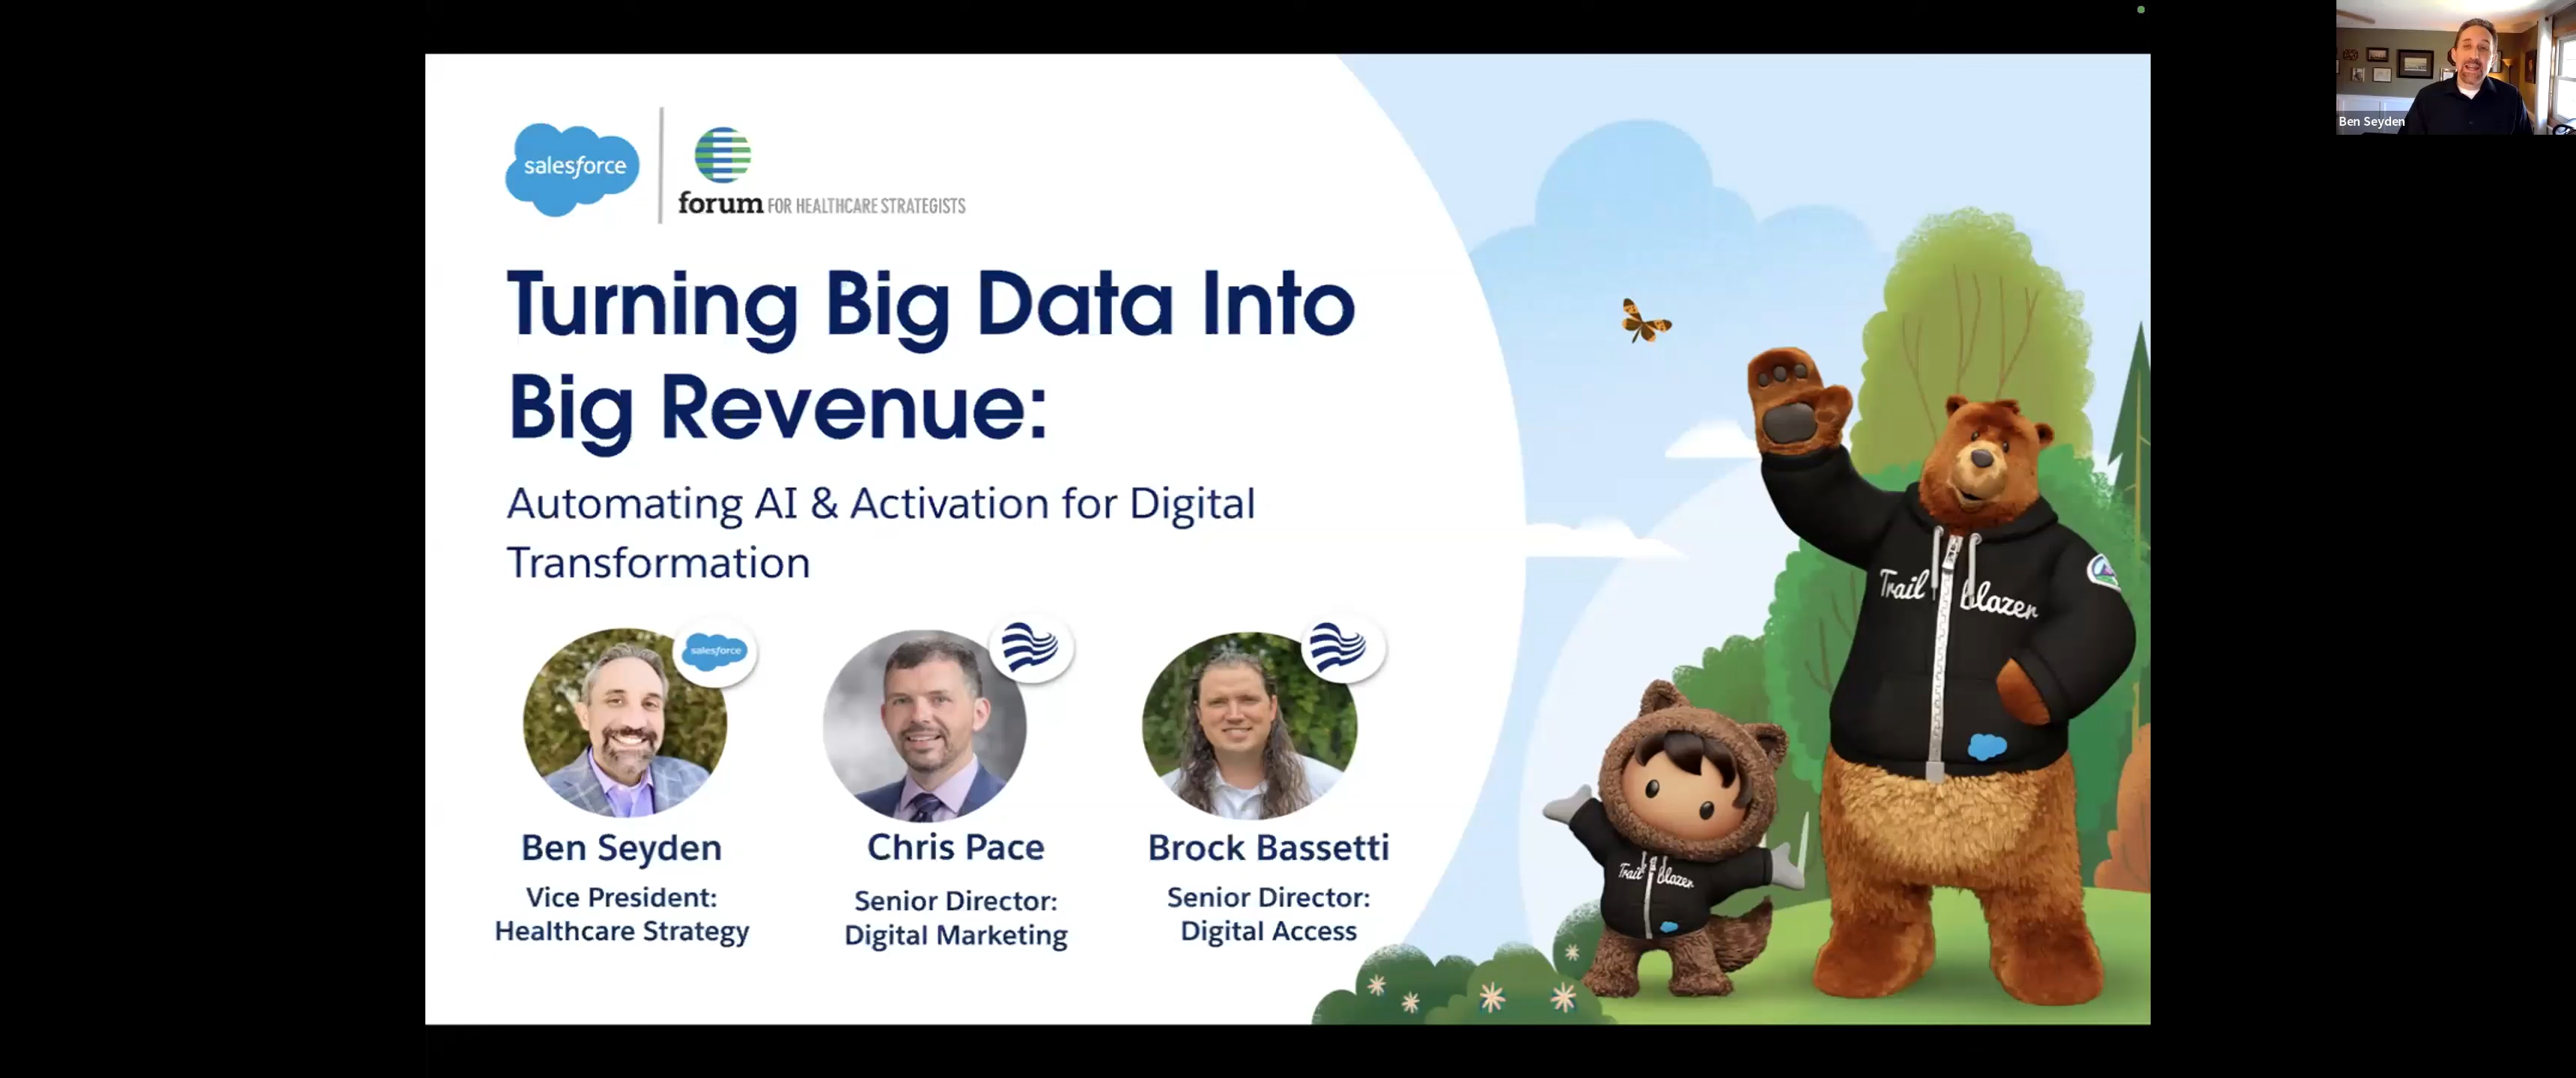 salesforce
forum FOR HEALTHCARE STRATEGISTS
Turning Big Data Into
Big Revenue:
Automating AI & Activation for Digital
Transformation
salesforce
Ben Seyden
Vice President:
Healthcare Strategy
Chris Pace
Senior Director:
Digital Marketing
Brock Bassetti
Senior Director:
Digital Access
Trail blazer
Trail blazer
Ben Seyden